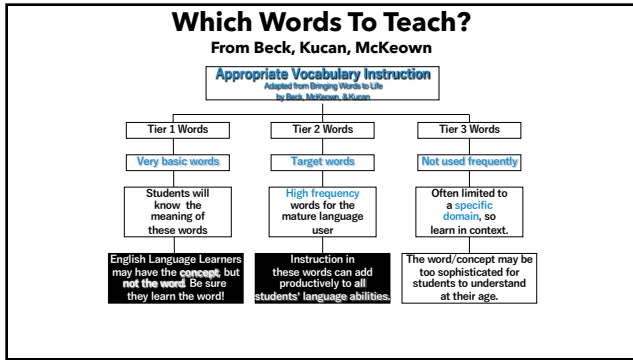 Which Words To Teach?
From Beck, Kucan, McKeown
Appropriate Vocabulary Instruction
Adapted from Bringing Words to Life
by Beck, McKeown, & Kucan
Tier 1 Words
Tier 2 Words
Tier 3 Words
Very basic words
Target words
Not used frequently
Students will
know the
meaning of
these words
High frequency
words for the
mature language
user
Often limited to
a specific
domain, so
learn in context.
English Language Learners
may have the concept, but
not the word. Be sure
they learn the word!
Instruction in
these words can add
productively to all
students' language abilities.
The word/concept may be
too sophisticated for
students to understand
at their age.